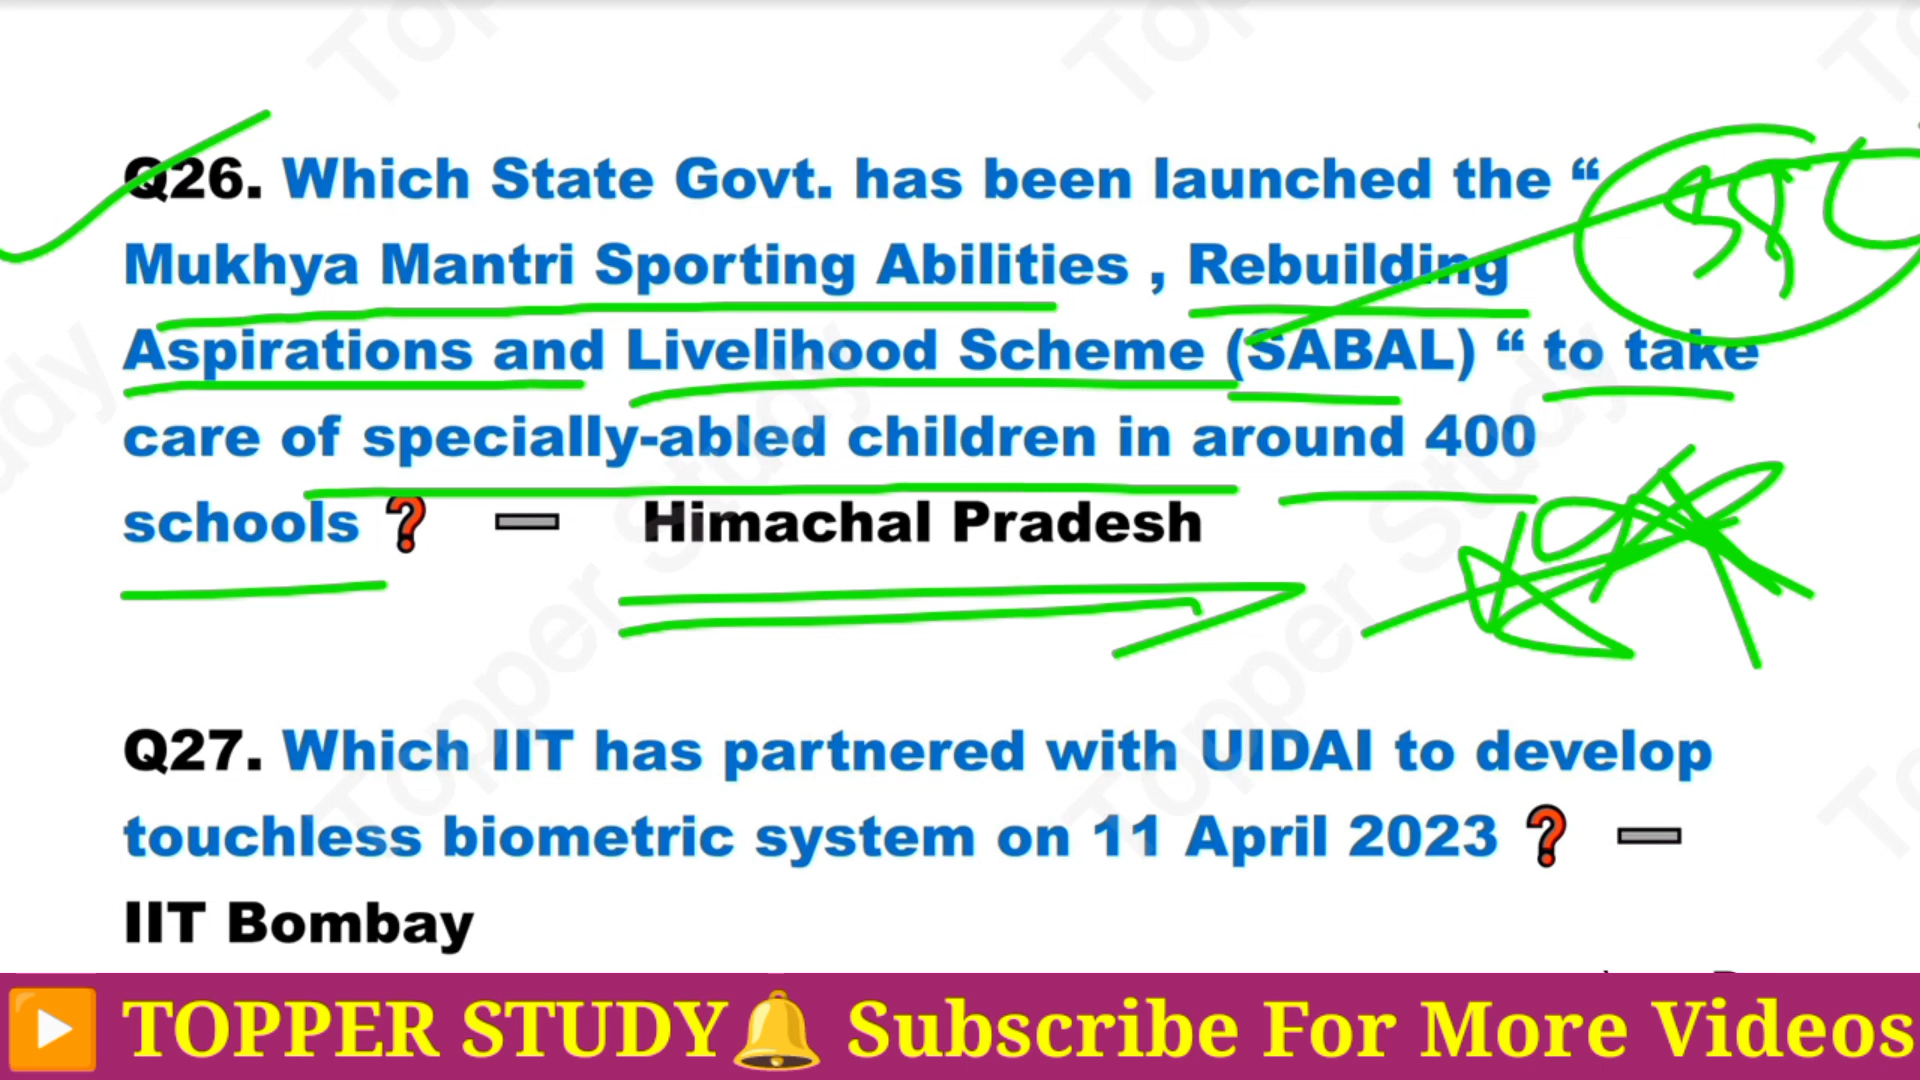 Q26. Which State Govt. has been launched the “
Mukhya Mantri Sporting Abilities , Rebuilding
Aspirations and Livelihood Scheme (SABAL) “ to take
care of specially-abled children in around 400
schools ❓ ➖ Himachal Pradesh
Q27. Which IIT has partnered with UIDAI to develop
touchless biometric system on 11 April 2023 ❓ ➖
IIT Bombay
▶️ TOPPER STUDY🔔 Subscribe For More Videos
Topper Study